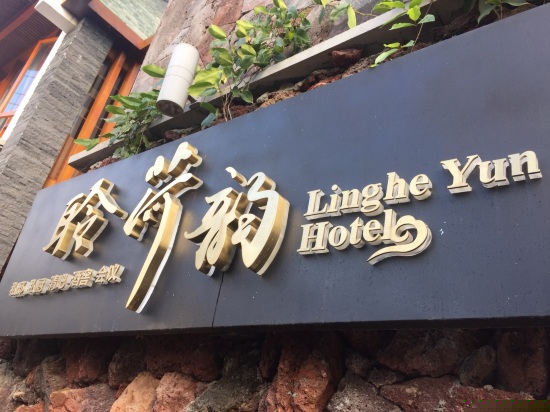 聆荷韵
Linghe Yun
Hotel